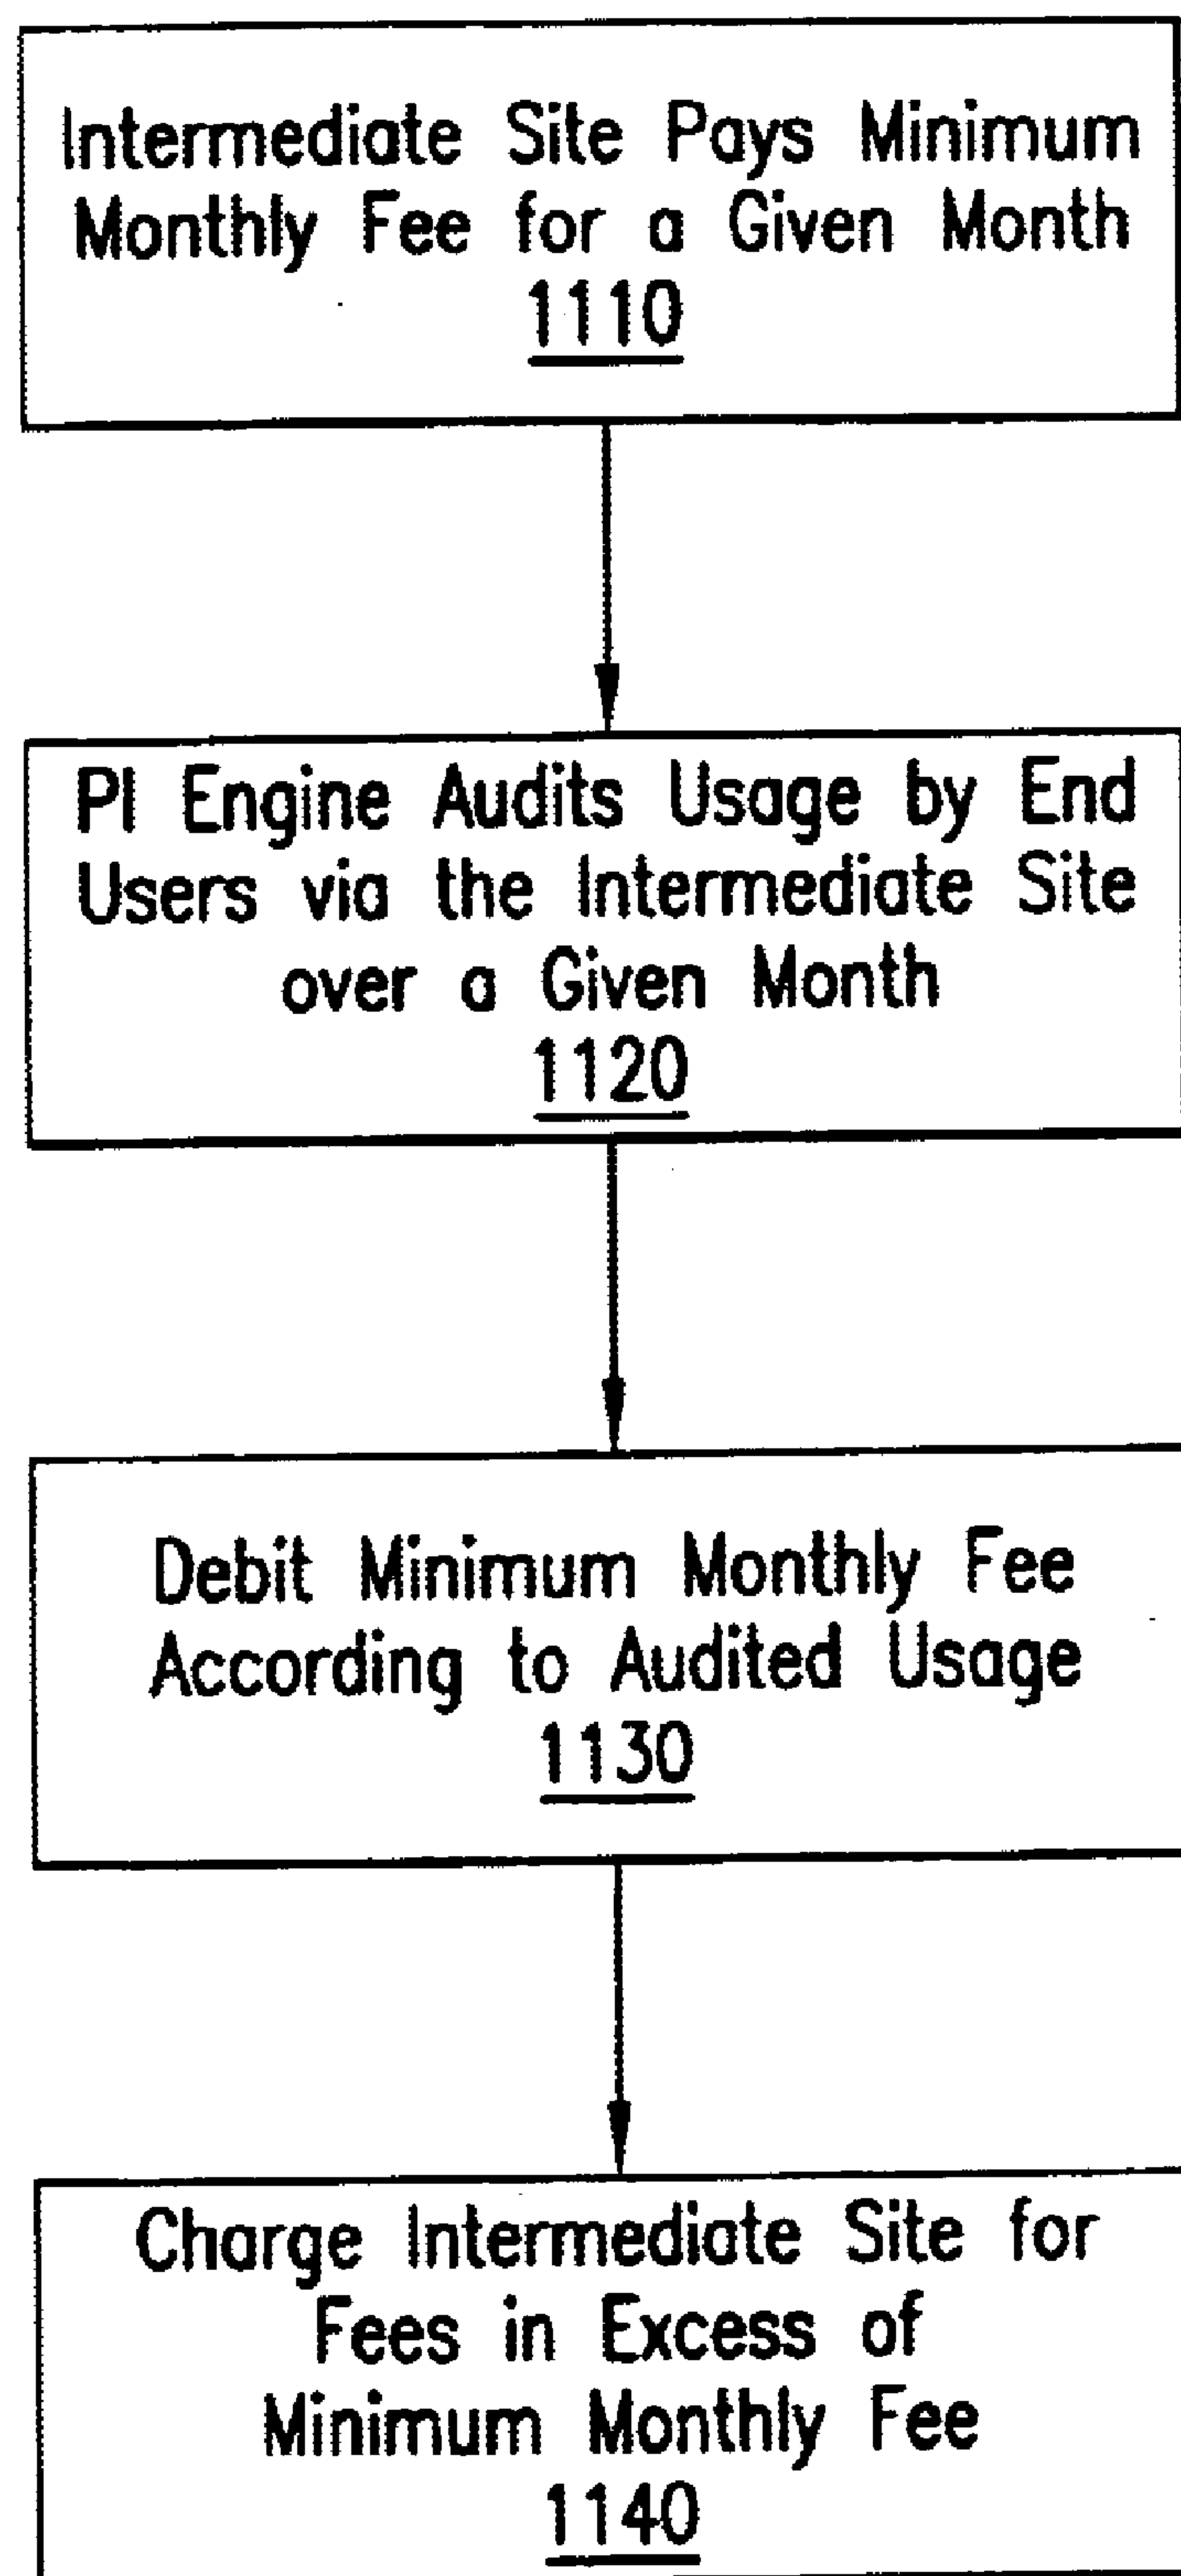 Intermediate Site Pays Minimum
Monthly Fee for a Given Month
1110
PI Engine Audits Usage by End
Users via the Intermediate Site
over a Given Month
1120
Debit Minimum Monthly Fee
According to Audited Usage
1130
Charge Intermediate Site for
Fees in Excess of
Minimum Monthly Fee
1140